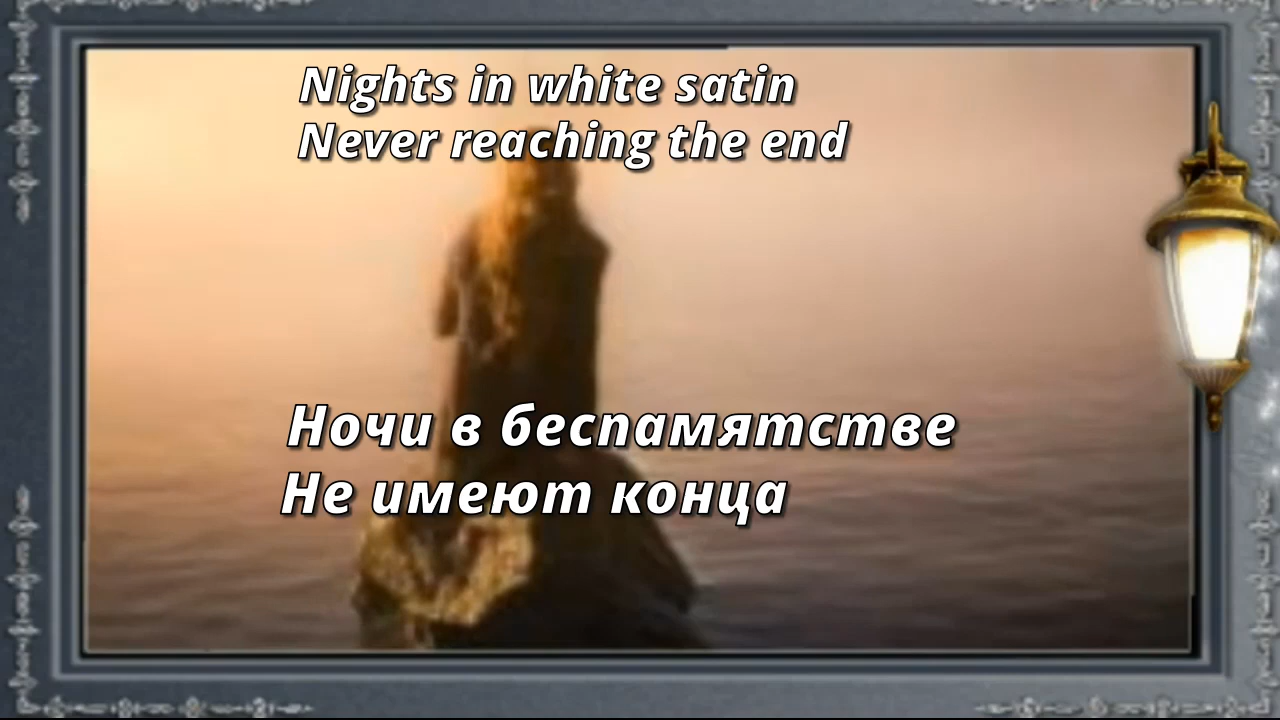 Nights in white satin
Never reaching the end
Ночи в беспамятстве
Не имеют конца